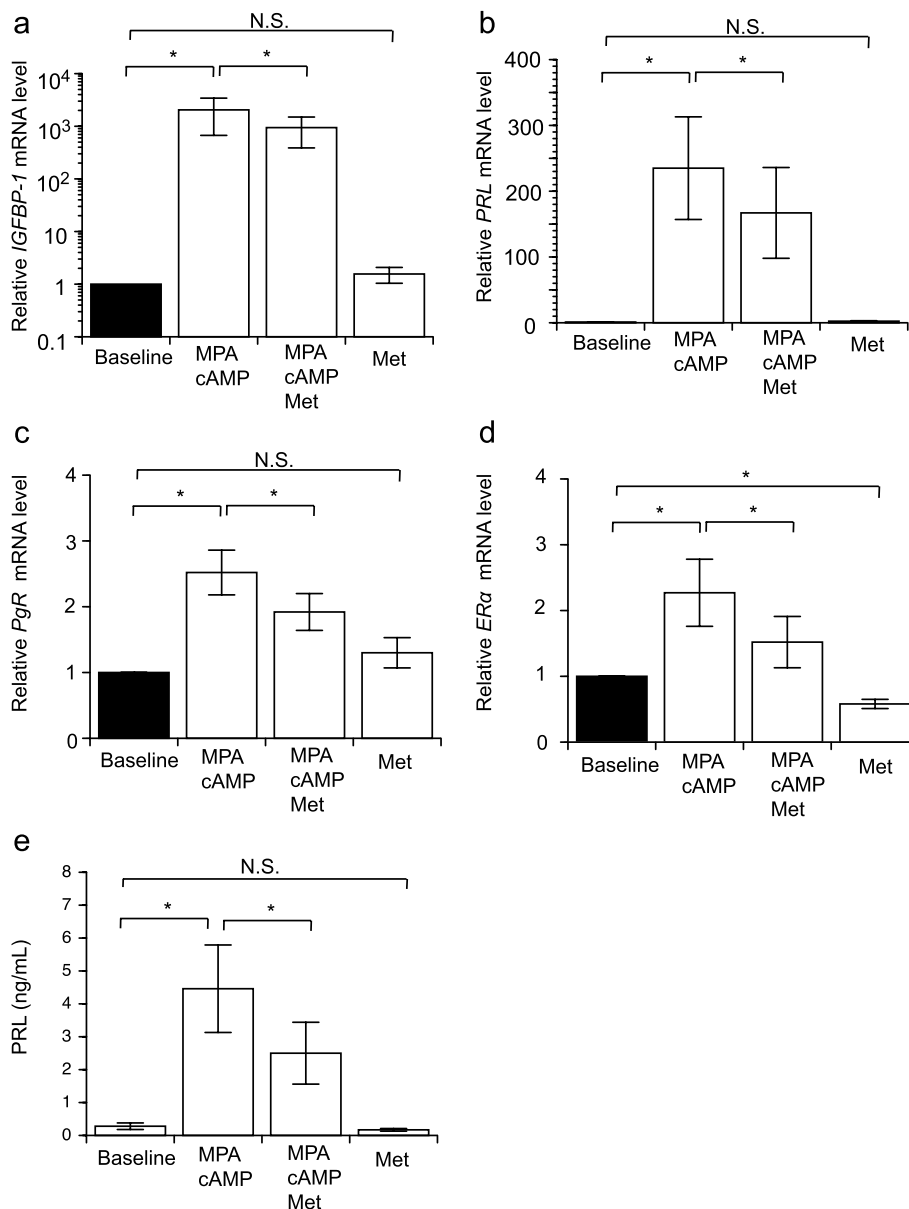 a
N.S.
* *
Relative IGFBP-1 mRNA level
10^4
10^3
10^2
10
1
0.1
Baseline
MPA
cAMP
MPA
cAMP
Met
Met
b
N.S.
* *
Relative PRL mRNA level
400
300
200
100
0
Baseline
MPA
cAMP
MPA
cAMP
Met
Met
c
N.S.
* *
Relative PgR mRNA level
4
3
2
1
0
Baseline
MPA
cAMP
MPA
cAMP
Met
Met
d
*
* *
Relative ERα mRNA level
4
3
2
1
0
Baseline
MPA
cAMP
MPA
cAMP
Met
Met
e
N.S.
* *
PRL (ng/mL)
8
7
6
5
4
3
2
1
0
Baseline
MPA
cAMP
MPA
cAMP
Met
Met